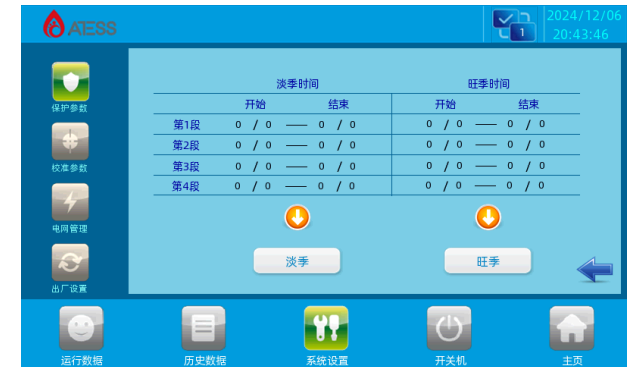 ATESS
1
2024/12/06
20:43:46
保护参数
校准参数
电网管理
出厂设置
淡季时间 旺季时间
开始 结束 开始 结束
第1段 0 / 0 —— 0 / 0 0 / 0 —— 0 / 0
第2段 0 / 0 —— 0 / 0 0 / 0 —— 0 / 0
第3段 0 / 0 —— 0 / 0 0 / 0 —— 0 / 0
第4段 0 / 0 —— 0 / 0 0 / 0 —— 0 / 0
淡季 旺季
运行数据 历史数据 系统设置 开关机 主页